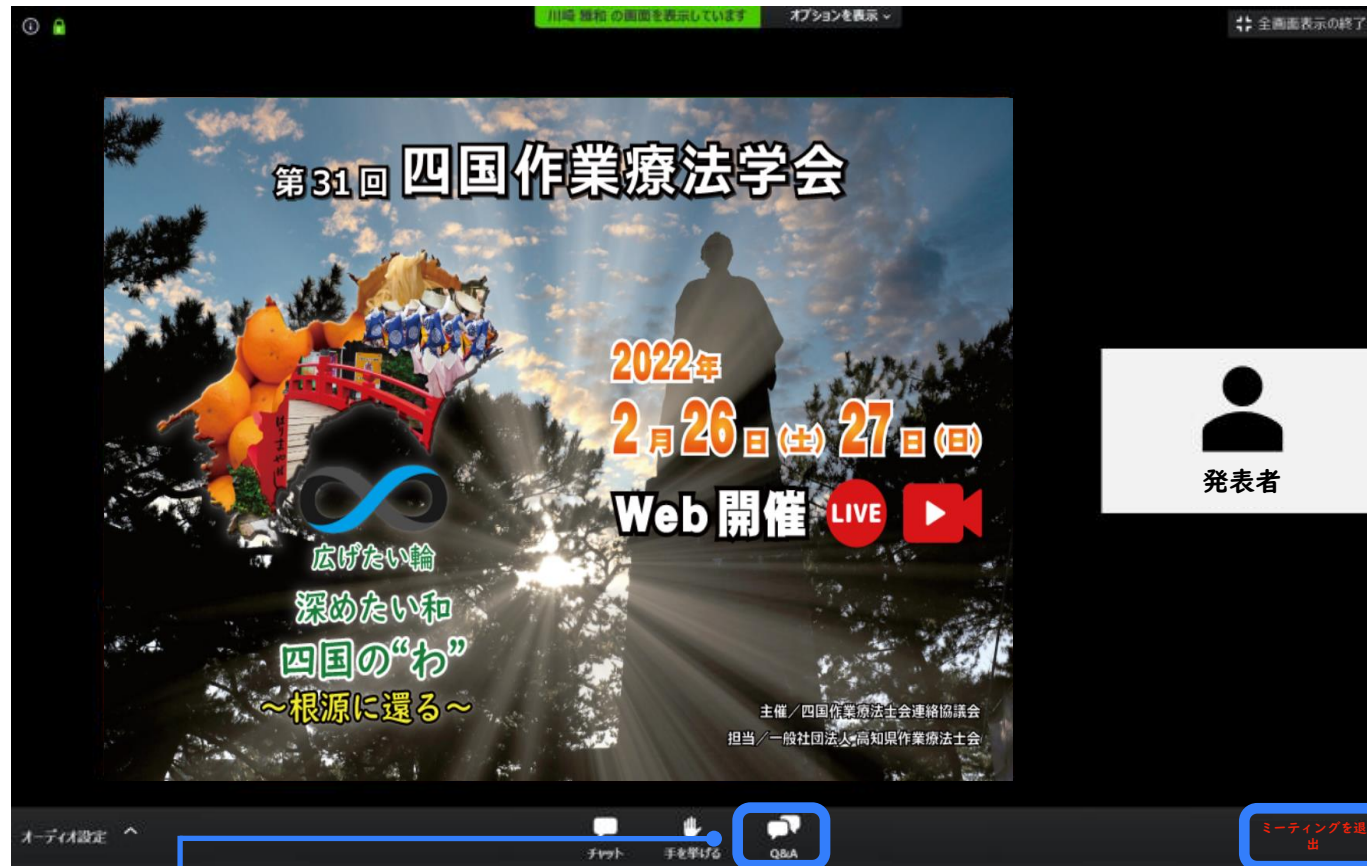 川崎 雅和 の画面を表示しています
オプションを表示
全画面表示の終了
第31回 四国作業療法学会
2022年
2月26日(土) 27日(日)
Web開催 LIVE
はりまやばし
広げたい輪
深めたい和
四国の“わ”
～根源に還る～
主催／四国作業療法士会連絡協議会
担当／一般社団法人 高知県作業療法士会
発表者
オーディオ設定
チャット
手を挙げる
Q&A
ミーティングを退
出